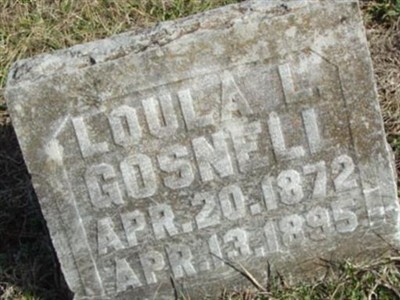 LOULA L.
GOSNELL
APR. 20. 1872
APR. 13. 1895